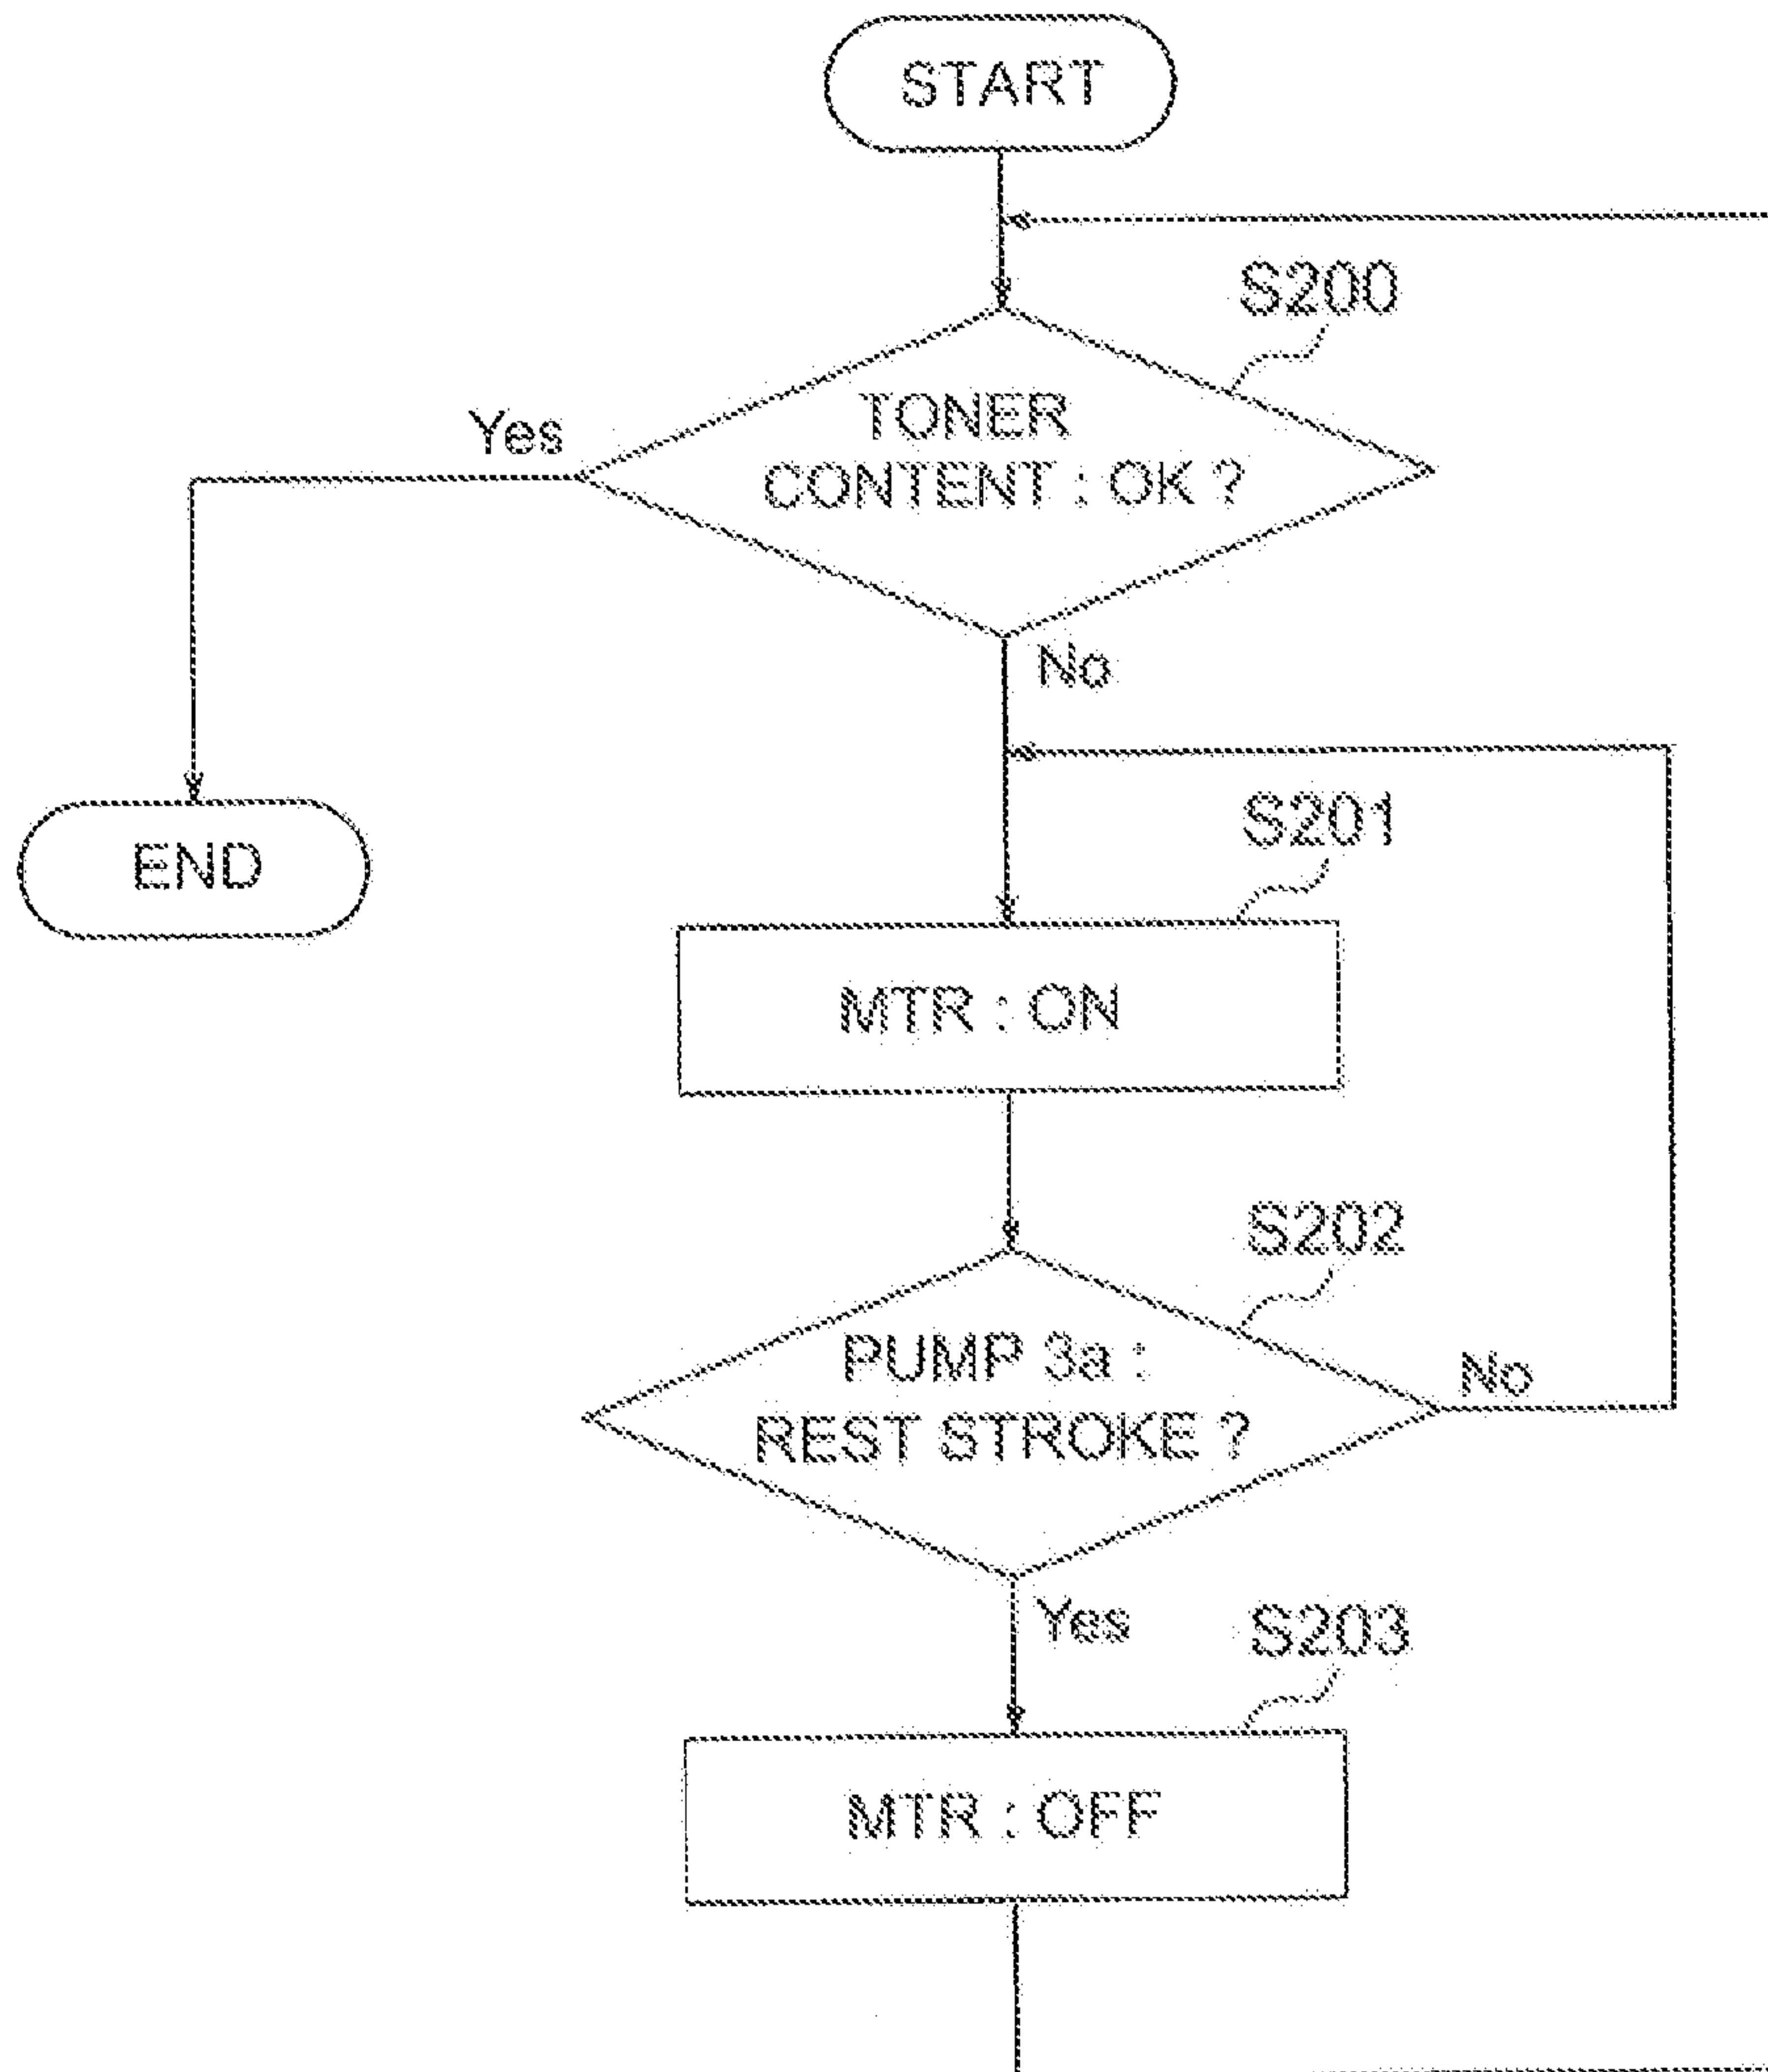 START
S200
Yes
TONER
CONTENT : OK ?
No
S201
END
MTR : ON
S202
PUMP 3a :
REST STROKE ?
No
Yes
S203
MTR : OFF